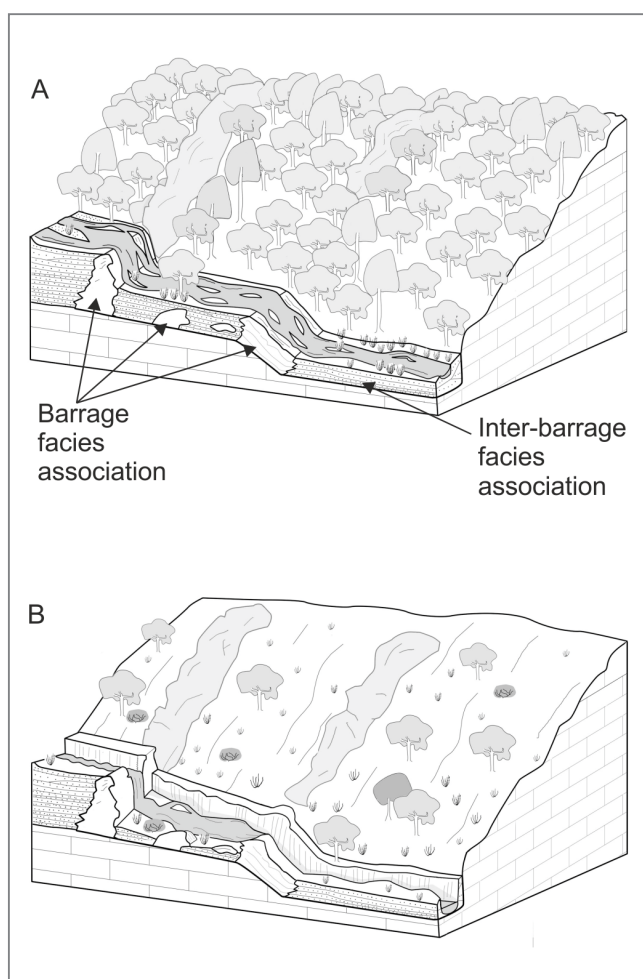 A
Barrage
facies
association
Inter-barrage
facies
association
B